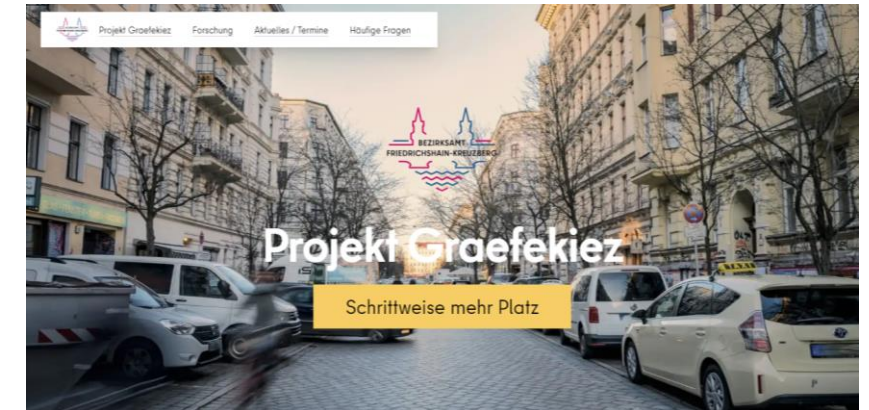 Projekt Graefekiez
Forschung
Aktuelles / Termine
Häufige Fragen
BEZIRKSAMT
FRIEDRICHSHAIN-KREUZBERG
Projekt Graefekiez
Schrittweise mehr Platz
P